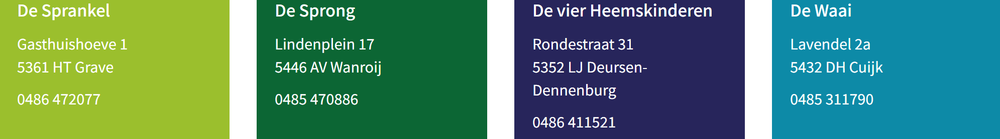 De Sprankel
Gasthuishoeve 1
5361 HT Grave
0486 472077
De Sprong
Lindenplein 17
5446 AV Wanroij
0485 470886
De vier Heemskinderen
Rondestraat 31
5352 LJ Deursen-
Dennenburg
0486 411521
De Waai
Lavendel 2a
5432 DH Cuijk
0485 311790